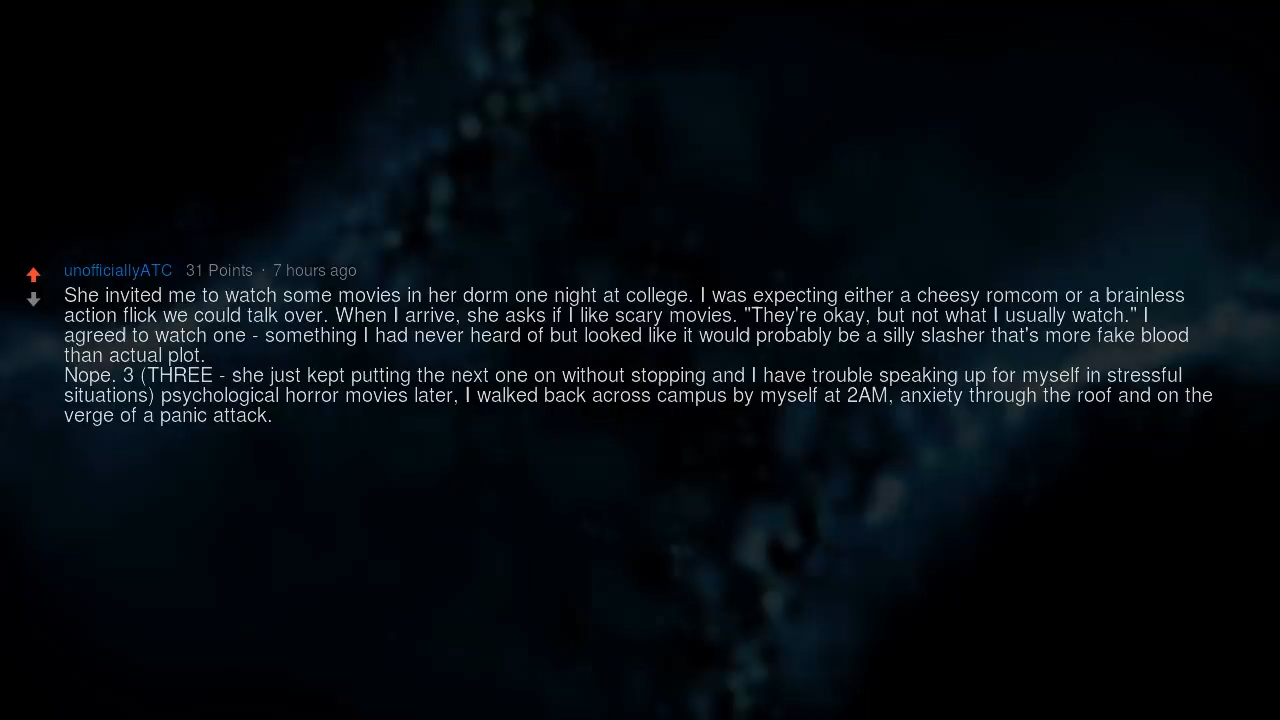 unofficiallyATC 31 Points · 7 hours ago
She invited me to watch some movies in her dorm one night at college. I was expecting either a cheesy romcom or a brainless
action flick we could talk over. When I arrive, she asks if I like scary movies. "They're okay, but not what I usually watch." I
agreed to watch one - something I had never heard of but looked like it would probably be a silly slasher that's more fake blood
than actual plot.
Nope. 3 (THREE - she just kept putting the next one on without stopping and I have trouble speaking up for myself in stressful
situations) psychological horror movies later, I walked back across campus by myself at 2AM, anxiety through the roof and on the
verge of a panic attack.